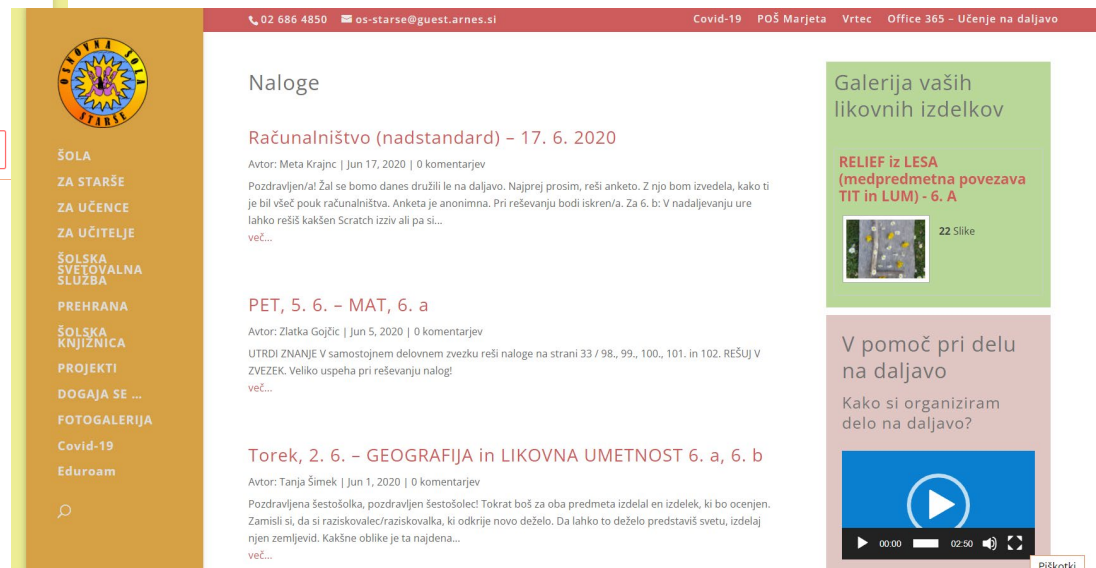 02 686 4850 os-starse@guest.arnes.si
Covid-19 POŠ Marjeta Vrtec Office 365 – Učenje na daljavo
OSNOVNA ŠOLA
STARŠE
ŠOLA
ZA STARŠE
ZA UČENCE
ZA UČITELJE
ŠOLSKA
SVETOVALNA
SLUŽBA
PREHRANA
ŠOLSKA
KNJIŽNICA
PROJEKTI
DOGAJA SE ...
FOTOGALERIJA
Covid-19
Eduroam
Naloge
Računalništvo (nadstandard) – 17. 6. 2020
Avtor: Meta Krajnc | Jun 17, 2020 | 0 komentarjev
Pozdravljen/a! Žal se bomo danes družili le na daljavo. Najprej prosim, reši anketo. Z njo bom izvedela, kako ti
je bil všeč pouk računalništva. Anketa je anonimna. Pri reševanju bodi iskren/a. Za 6. b: V nadaljevanju ure
lahko rešiš kakšen Scratch izziv ali pa si...
več...
PET, 5. 6. – MAT, 6. a
Avtor: Zlatka Gojčic | Jun 5, 2020 | 0 komentarjev
UTRDI ZNANJE V samostojnem delovnem zvezku reši naloge na strani 33 / 98., 99., 100., 101. in 102. REŠUJ V
ZVEZEK. Veliko uspeha pri reševanju nalog!
več...
Torek, 2. 6. – GEOGRAFIJA in LIKOVNA UMETNOST 6. a, 6. b
Avtor: Tanja Šimek | Jun 1, 2020 | 0 komentarjev
Pozdravljena šestošolka, pozdravljen šestošolec! Tokrat boš za oba predmeta izdelal en izdelek, ki bo ocenjen.
Zamisli si, da si raziskovalec/raziskovalka, ki odkrije novo deželo. Da lahko to deželo predstaviš svetu, izdelaj
njen zemljevid. Kakšne oblike je ta najdena...
več...
Galerija vaših
likovnih izdelkov
RELIEF iz LESA
(medpredmetna povezava
TIT in LUM) - 6. A
22 Slike
V pomoč pri delu
na daljavo
Kako si organiziram
delo na daljavo?
00:00 02:50
Piškotki